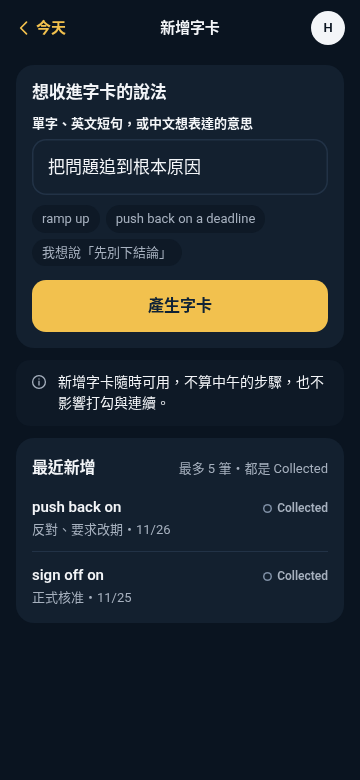 今天
新增字卡
H
想收進字卡的說法
單字、英文短句，或中文想表達的意思
把問題追到根本原因
ramp up
push back on a deadline
我想說「先別下結論」
產生字卡
新增字卡隨時可用，不算中午的步驟，也不
影響打勾與連續。
最近新增
最多 5 筆・都是 Collected
push back on
Collected
反對、要求改期・11/26
sign off on
Collected
正式核准・11/25